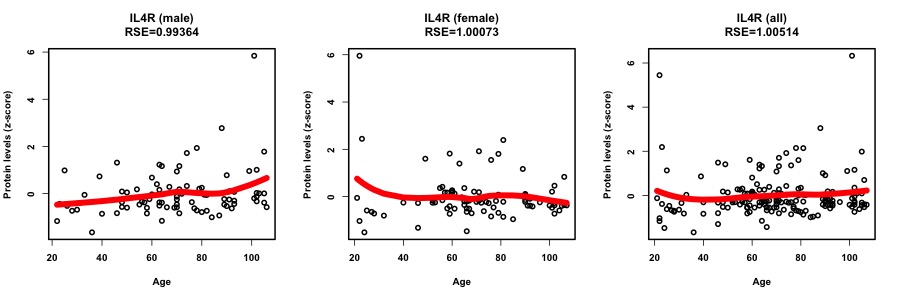 IL4R (male)
RSE=0.99364
Protein levels (z-score)
6
4
2
0
20 40 60 80 100
Age
IL4R (female)
RSE=1.00073
Protein levels (z-score)
6
4
2
0
20 40 60 80 100
Age
IL4R (all)
RSE=1.00514
Protein levels (z-score)
6
4
2
0
20 40 60 80 100
Age